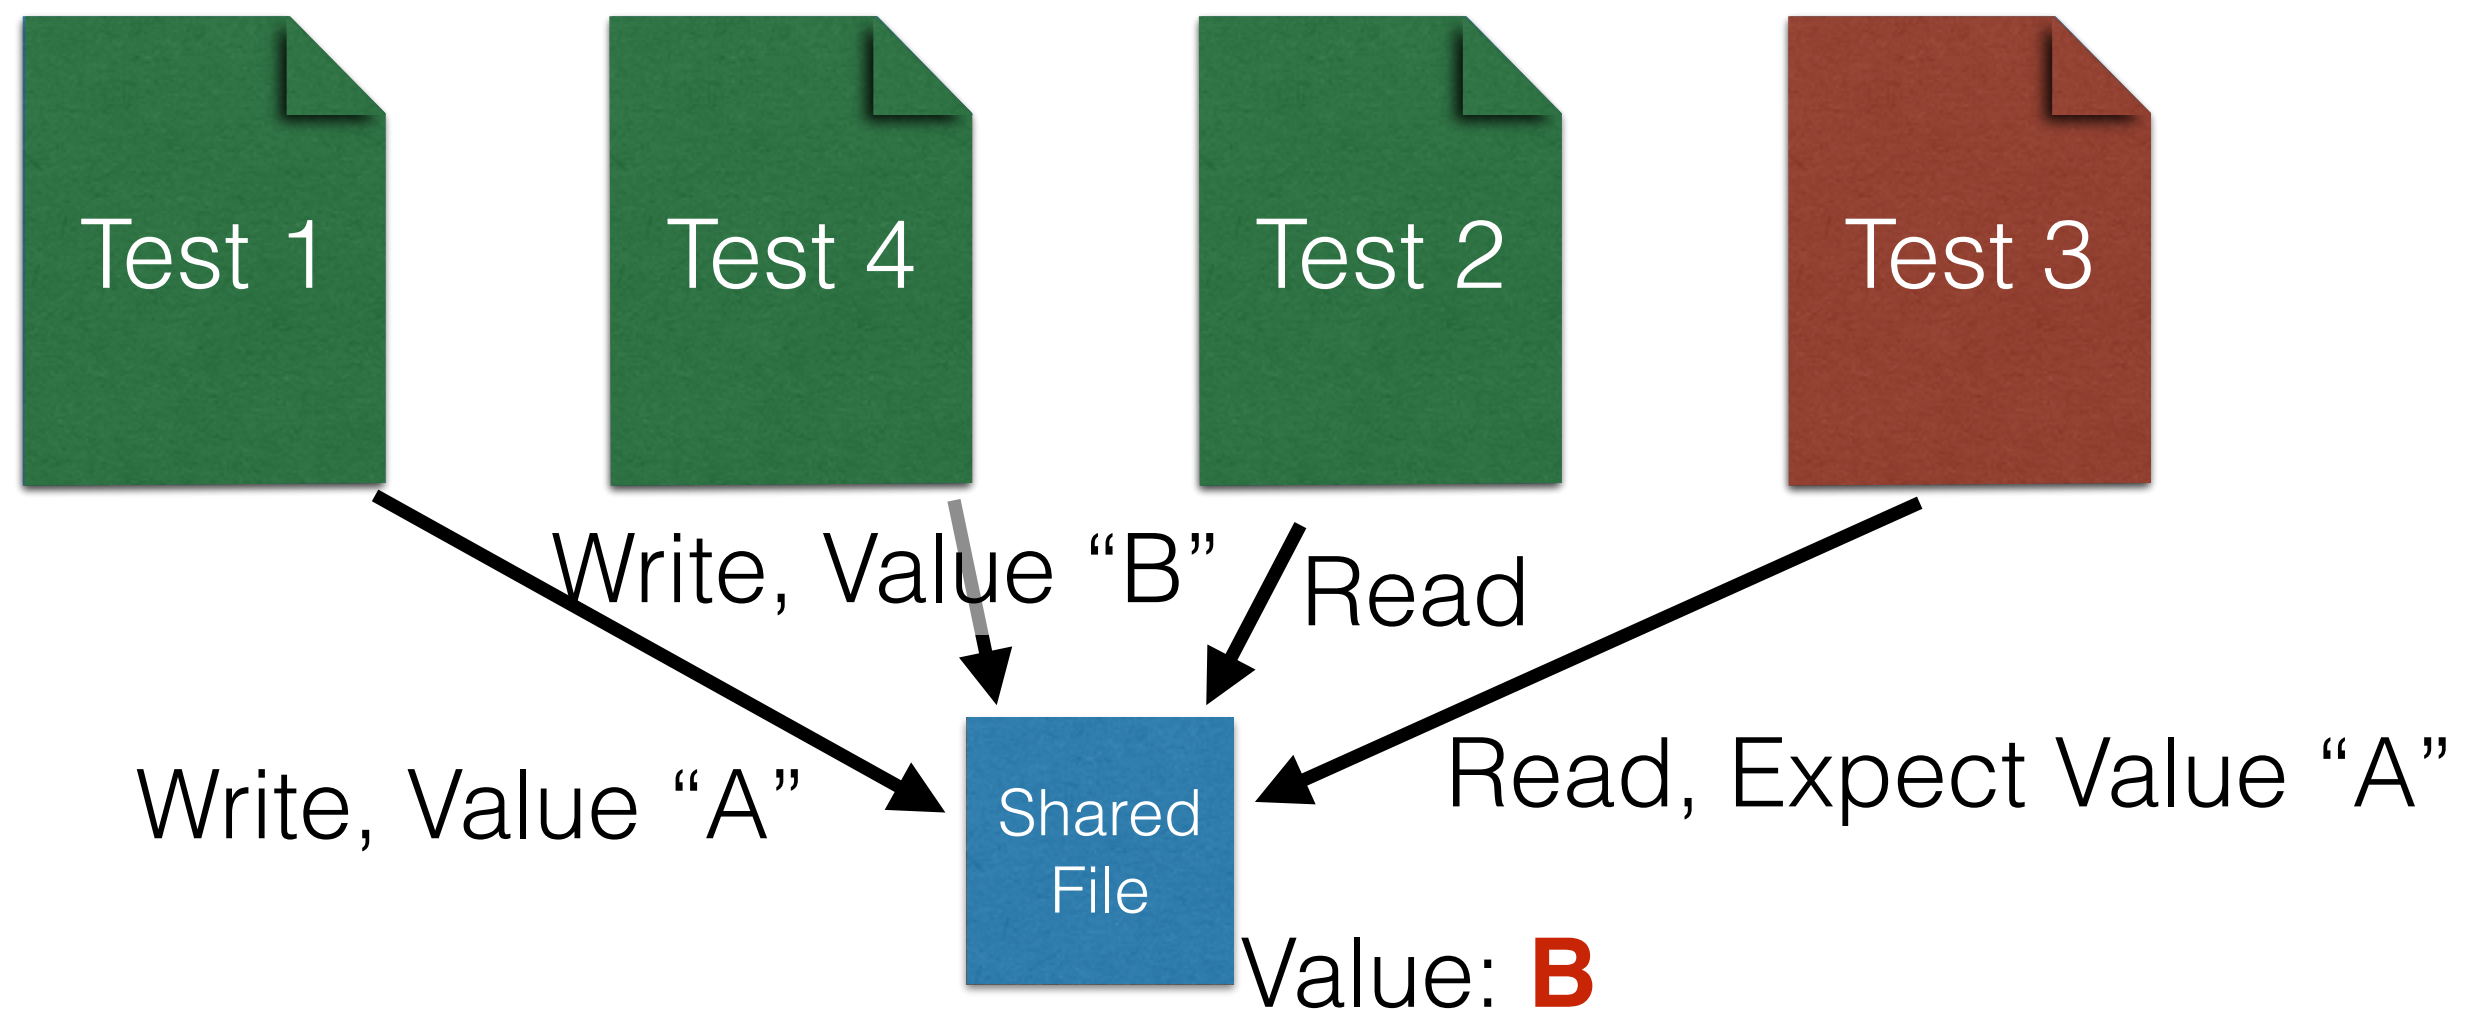 Test 1
Test 4
Test 2
Test 3
Write, Value “B”
Read
Write, Value “A”
Read, Expect Value “A”
Shared
File
Value: B